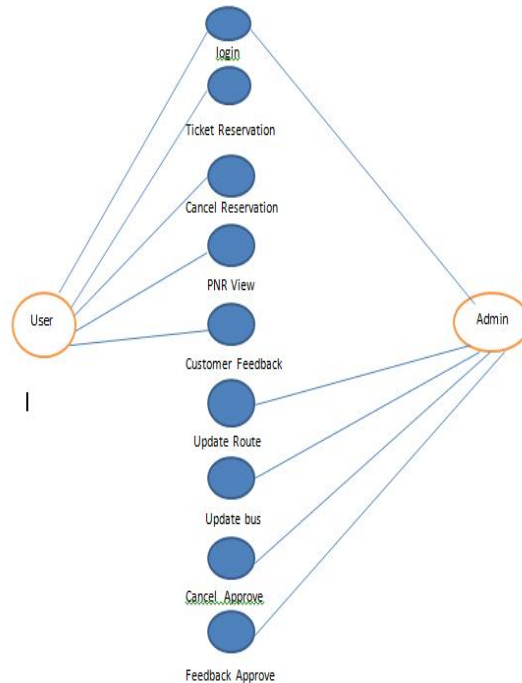 login
Ticket Reservation
Cancel Reservation
PNR View
User
Admin
Customer Feedback
Update Route
Update bus
Cancel Approve
Feedback Approve